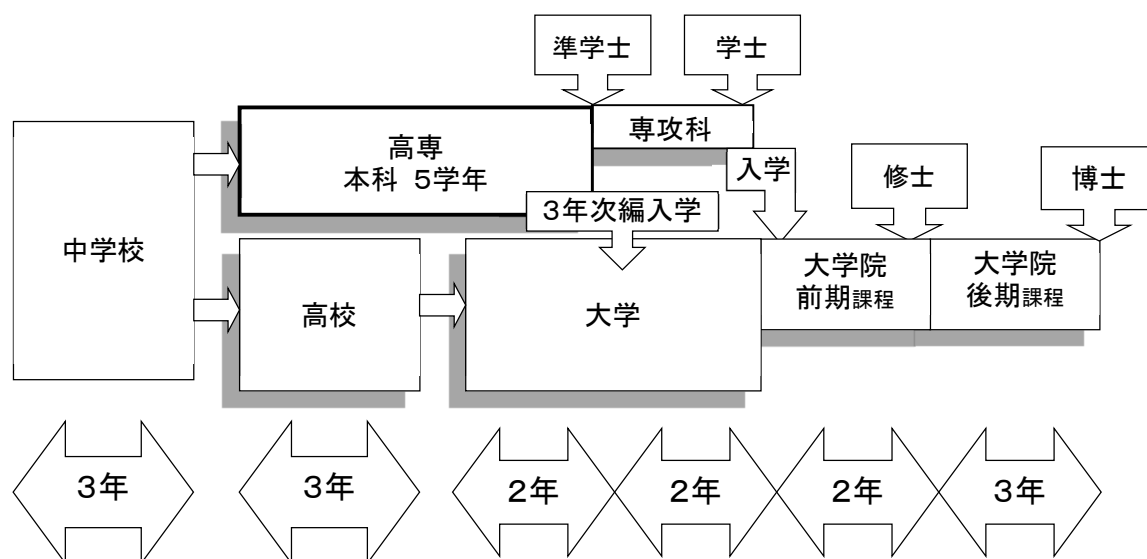 準学士
学士
高専
本科 5学年
専攻科
入学
修士
博士
3年次編入学
中学校
高校
大学
大学院
前期課程
大学院
後期課程
3年
3年
2年
2年
2年
3年